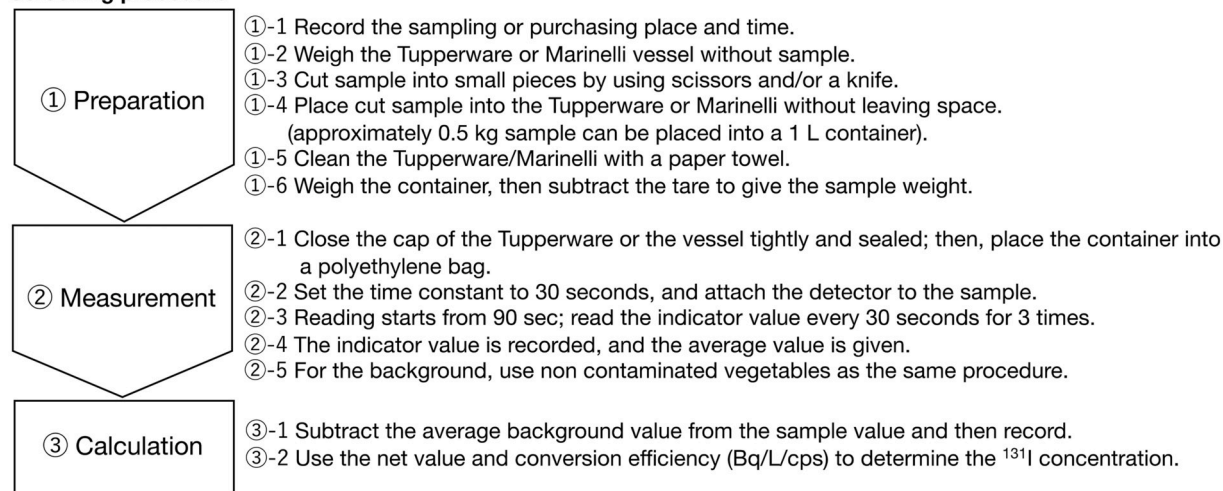 ① Preparation
①-1 Record the sampling or purchasing place and time.
①-2 Weigh the Tupperware or Marinelli vessel without sample.
①-3 Cut sample into small pieces by using scissors and/or a knife.
①-4 Place cut sample into the Tupperware or Marinelli without leaving space.
(approximately 0.5 kg sample can be placed into a 1 L container).
①-5 Clean the Tupperware/Marinelli with a paper towel.
①-6 Weigh the container, then subtract the tare to give the sample weight.
② Measurement
②-1 Close the cap of the Tupperware or the vessel tightly and sealed; then, place the container into
a polyethylene bag.
②-2 Set the time constant to 30 seconds, and attach the detector to the sample.
②-3 Reading starts from 90 sec; read the indicator value every 30 seconds for 3 times.
②-4 The indicator value is recorded, and the average value is given.
②-5 For the background, use non contaminated vegetables as the same procedure.
③ Calculation
③-1 Subtract the average background value from the sample value and then record.
③-2 Use the net value and conversion efficiency (Bq/L/cps) to determine the ¹³¹I concentration.